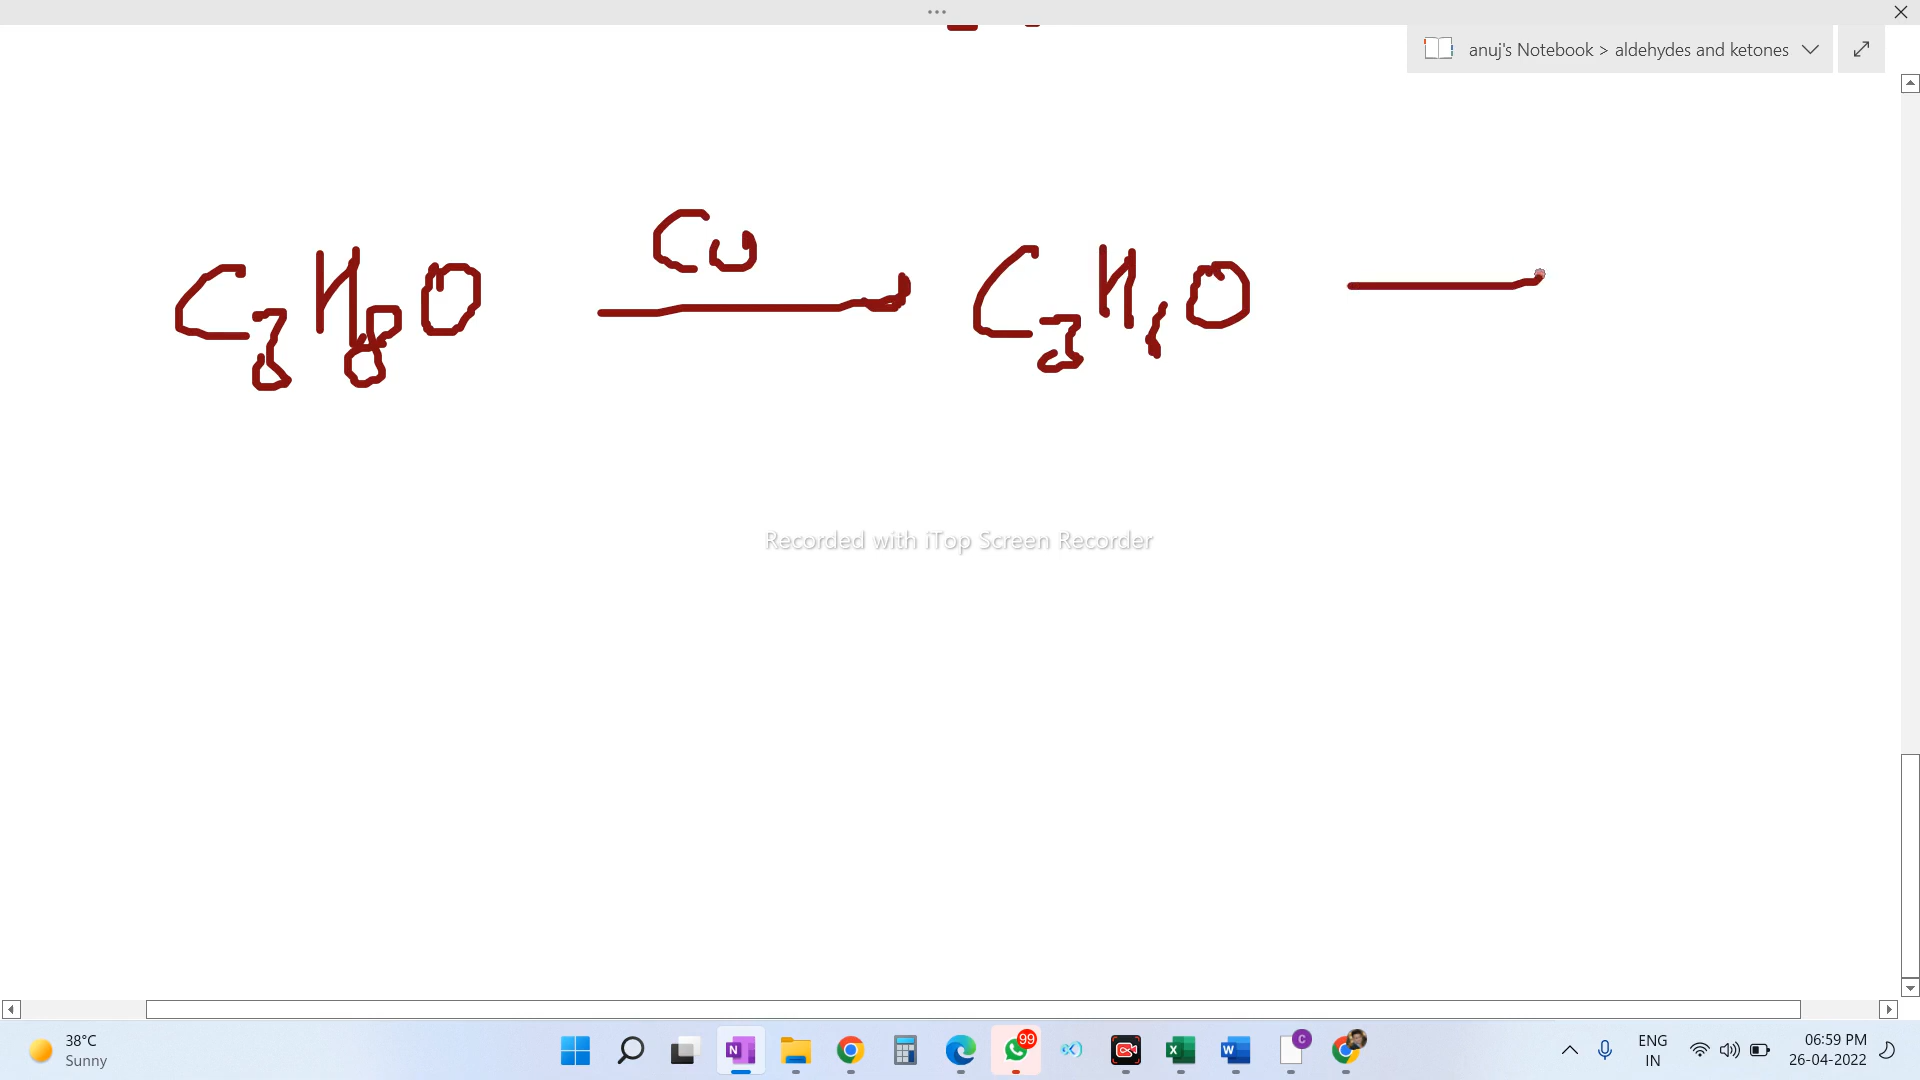 anuj's Notebook > aldehydes and ketones
Cu
C3H8O C3H6O
Recorded with iTop Screen Recorder
99
C
38°C
Sunny
ENG
IN
06:59 PM
26-04-2022